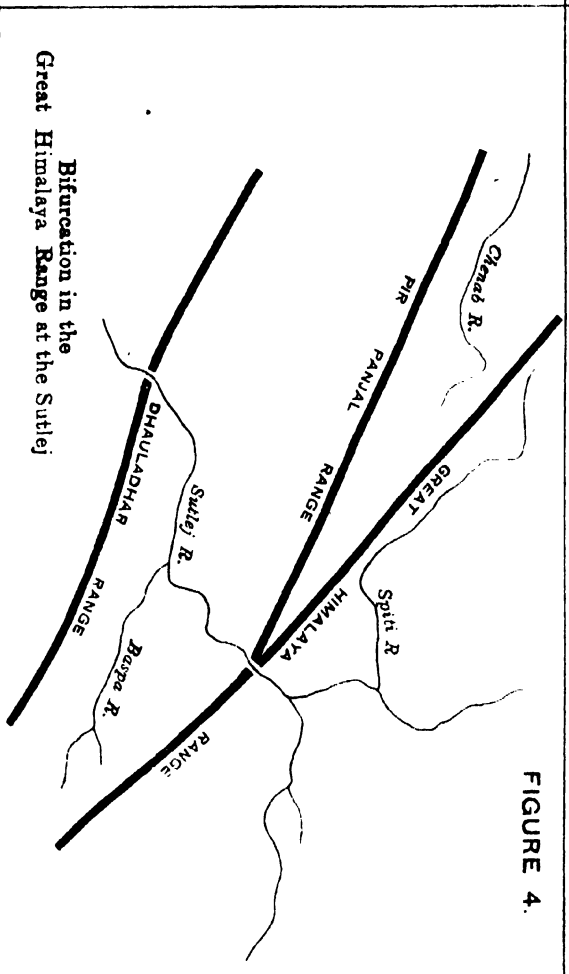 FIGURE 4.
Chenab R.
PIR PANJAL RANGE
GREAT HIMALAYA RANGE
Spiti R
Sutlej R.
DHAULADHAR RANGE
Baspa R.
Bifurcation in the
Great Himalaya Range at the Sutlej